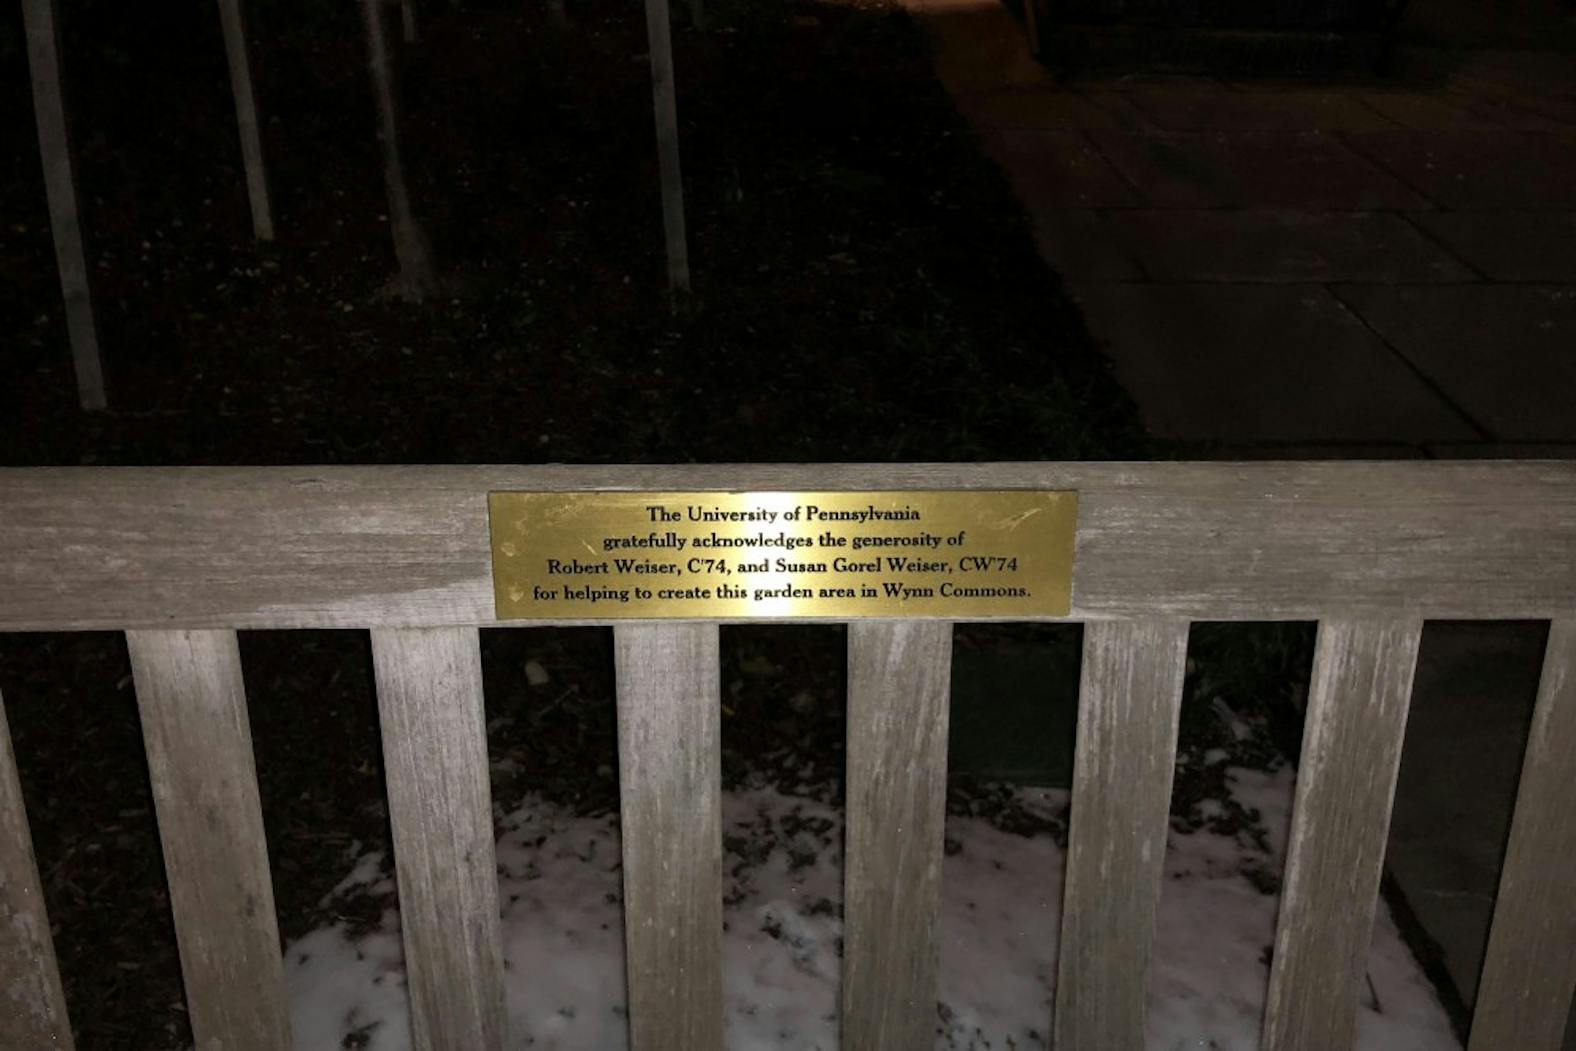 The University of Pennsylvania
gratefully acknowledges the generosity of
Robert Weiser, C'74, and Susan Gorel Weiser, CW'74
for helping to create this garden area in Wynn Commons.